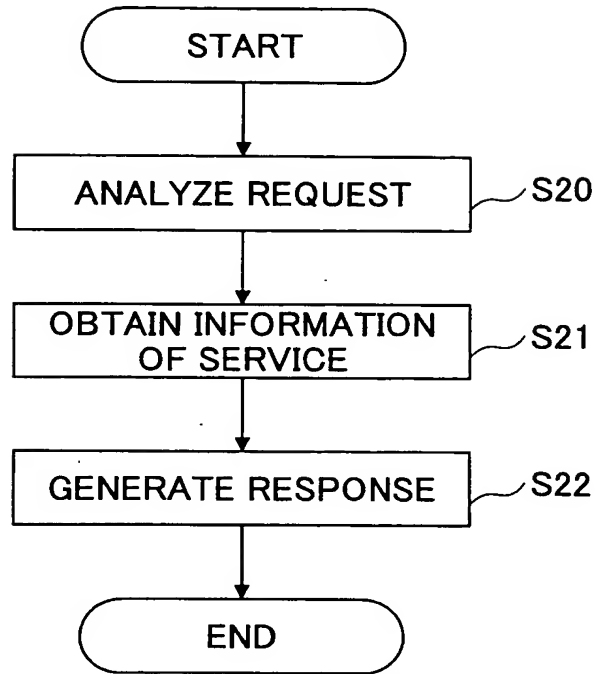 START
ANALYZE REQUEST
S20
OBTAIN INFORMATION
OF SERVICE
S21
GENERATE RESPONSE
S22
END